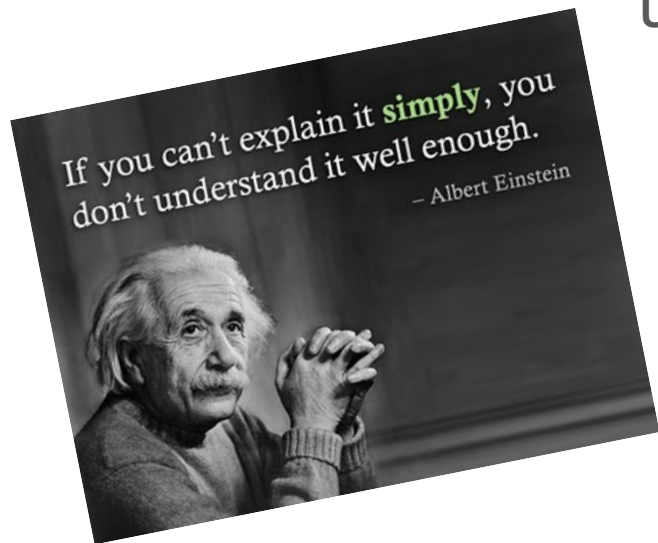 If you can't explain it simply, you
don't understand it well enough.
– Albert Einstein